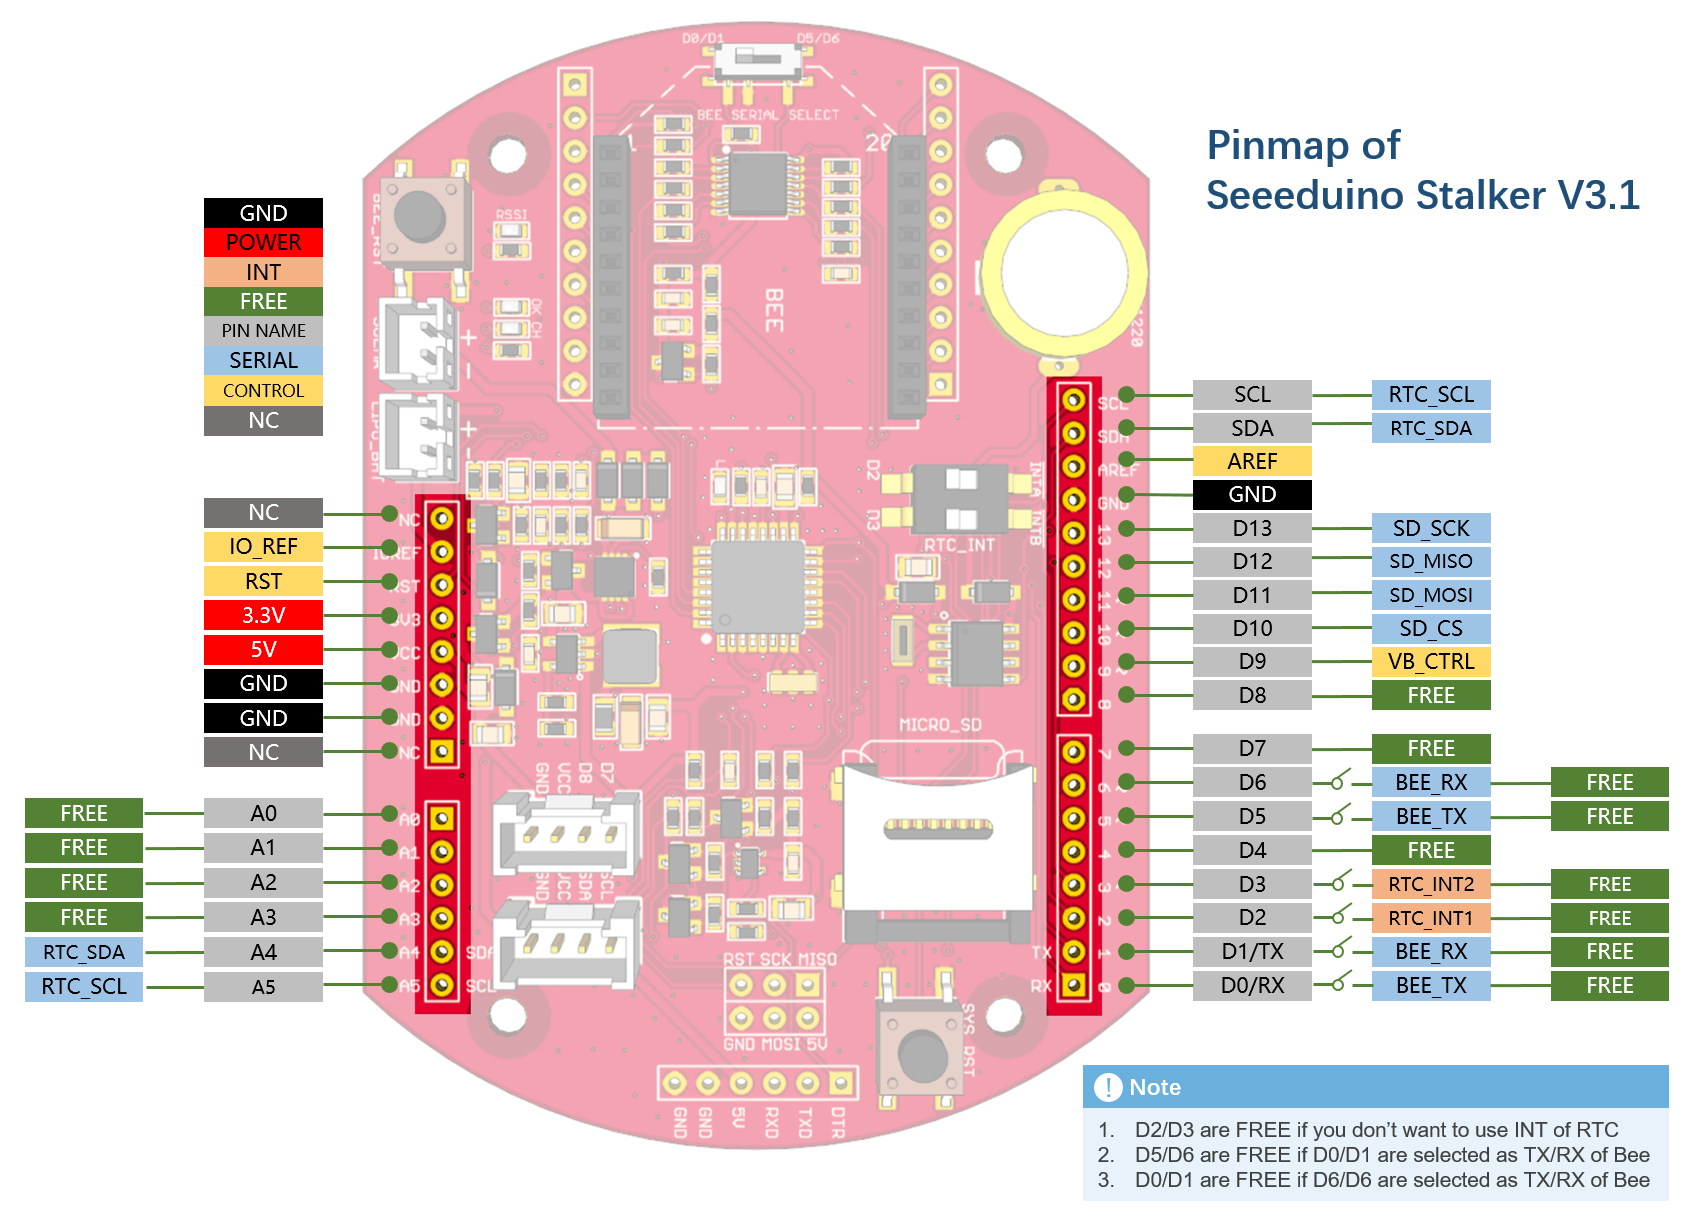 Pinmap of
Seeeduino Stalker V3.1
GND
POWER
INT
FREE
PIN NAME
SERIAL
CONTROL
NC
NC
IO_REF
RST
3.3V
5V
GND
GND
NC
FREE A0
FREE A1
FREE A2
FREE A3
RTC_SDA A4
RTC_SCL A5
D0/D1 D5/D6
BEE SERIAL SELECT
20
BEE_RST
RSSI
OK CH
BEE
1220
+
-
+
-
D2
D3
INTA
INTB
RTC_INT
MICRO_SD
NC
RST
NC
A0
A1
A2
A3
A4 SDA
A5 SCL
GND VCC D8 D7
GND VCC SDA SCL
SCL
SDA
AREF
GND
13
12
11
10
9
8
7
6
5
4
3
2
TX 1
RX 0
RST SCK MISO
GND MOSI 5V
SYS_RST
GND GND 5V RXD TXD DTR
SCL RTC_SCL
SDA RTC_SDA
AREF
GND
D13 SD_SCK
D12 SD_MISO
D11 SD_MOSI
D10 SD_CS
D9 VB_CTRL
D8 FREE
D7 FREE
D6 BEE_RX FREE
D5 BEE_TX FREE
D4 FREE
D3 RTC_INT2 FREE
D2 RTC_INT1 FREE
D1/TX BEE_RX FREE
D0/RX BEE_TX FREE
! Note
1. D2/D3 are FREE if you don’t want to use INT of RTC
2. D5/D6 are FREE if D0/D1 are selected as TX/RX of Bee
3. D0/D1 are FREE if D6/D6 are selected as TX/RX of Bee